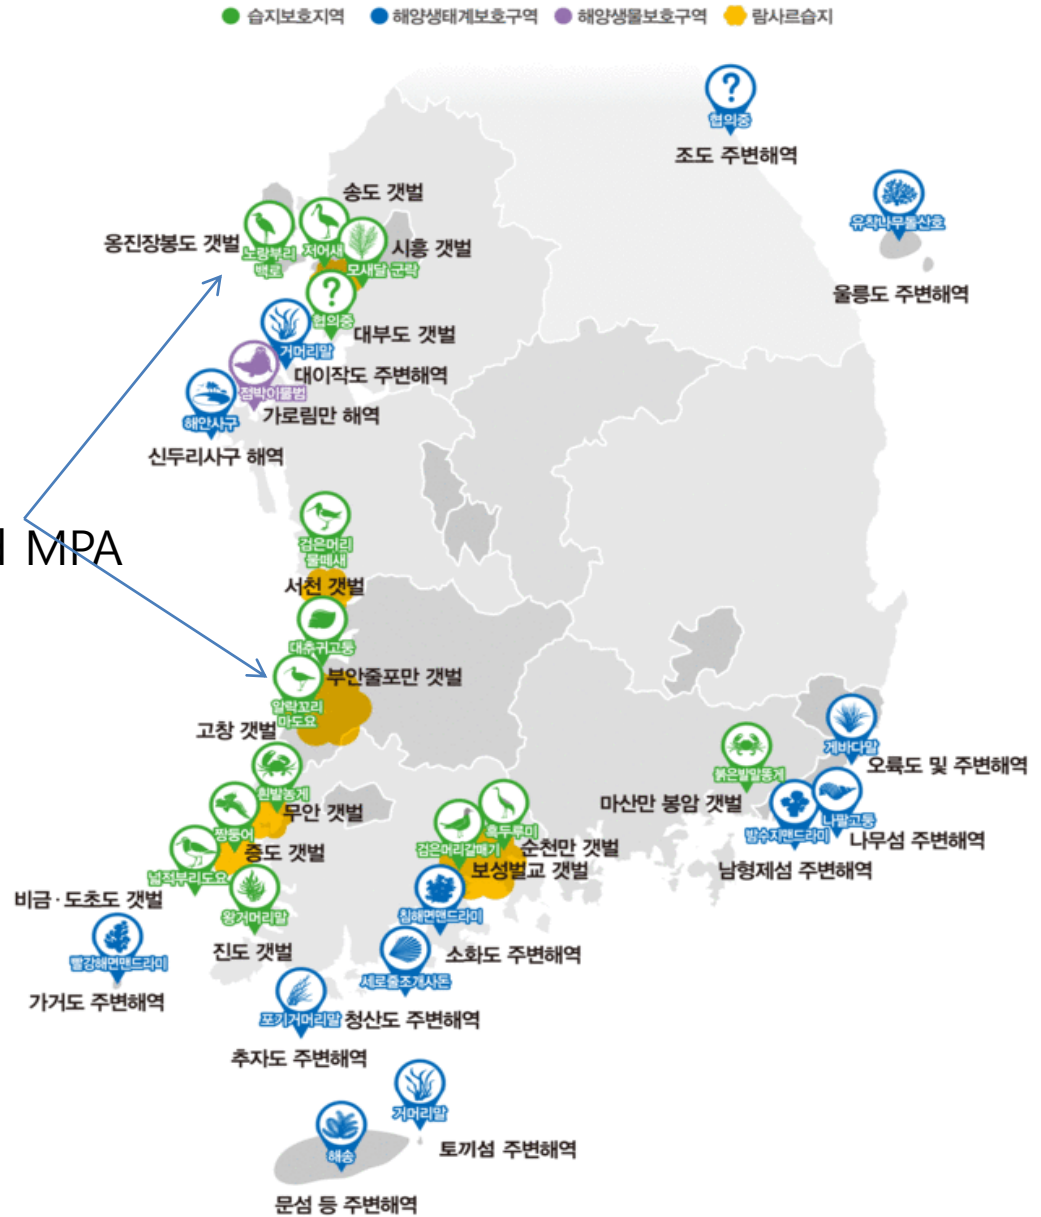 습지보호지역 해양생태계보호구역 해양생물보호구역 람사르습지
?
협의중
조도 주변해역
유착나무돌산호
울릉도 주변해역
송도 갯벌
옹진장봉도 갯벌
노랑부리
백로
저어새
모새달 군락
시흥 갯벌
?
협의중
대부도 갯벌
거머리말
대이작도 주변해역
점박이물범
가로림만 해역
해안사구
신두리사구 해역
MPA
검은머리
물떼새
서천 갯벌
대추귀고둥
부안줄포만 갯벌
알락꼬리
마도요
고창 갯벌
흰발농게
무안 갯벌
짱뚱어
증도 갯벌
넓적부리도요
비금·도초도 갯벌
왕거머리말
진도 갯벌
빨강해면맨드라미
가거도 주변해역
흑두루미
검은머리갈매기
순천만 갯벌
보성벌교 갯벌
침해면맨드라미
소화도 주변해역
세로줄조개사돈
청산도 주변해역
포기거머리말
추자도 주변해역
게바다말
오륙도 및 주변해역
붉은발말똥게
마산만 봉암 갯벌
나팔고둥
나무섬 주변해역
밤수지맨드라미
남형제섬 주변해역
거머리말
토끼섬 주변해역
해송
문섬 등 주변해역